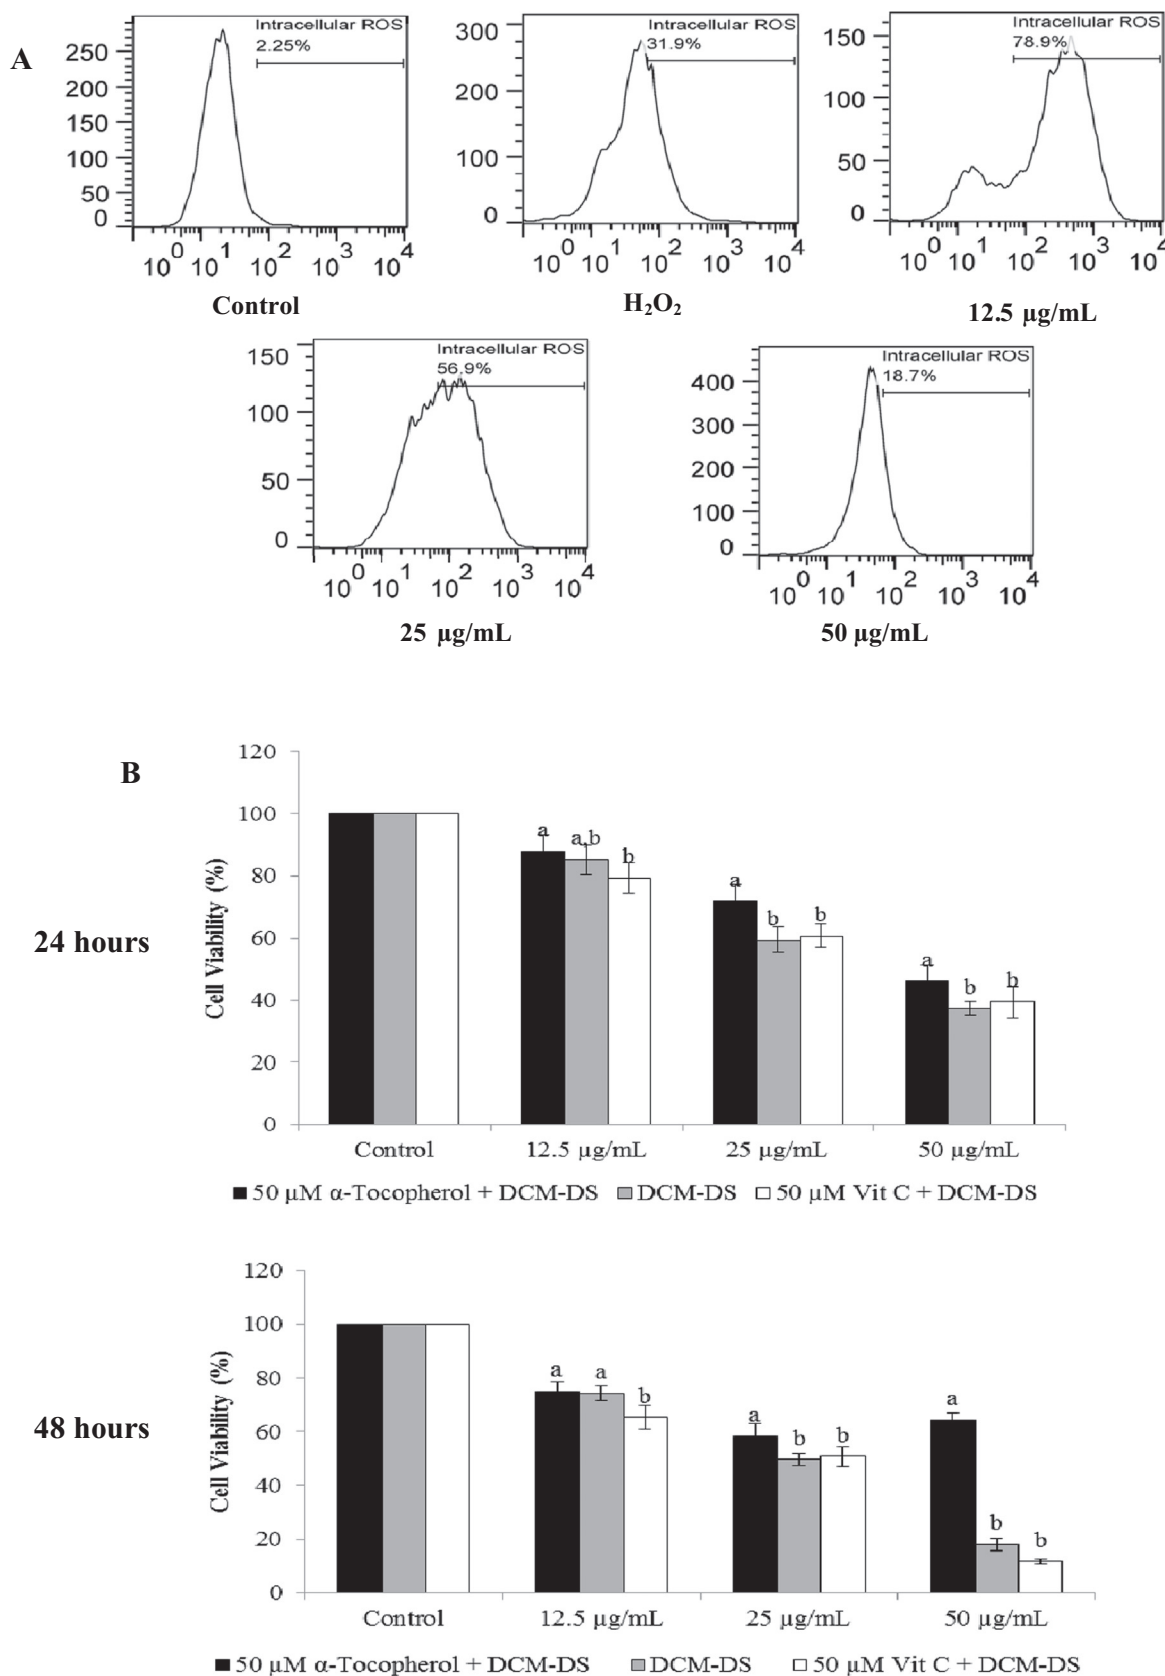 A
Intracellular ROS
2.25%
250
200
150
100
50
0
10^0 10^1 10^2 10^3 10^4
Control
Intracellular ROS
31.9%
300
200
100
0
10^0 10^1 10^2 10^3 10^4
H₂O₂
Intracellular ROS
78.9%
150
100
50
0
10^0 10^1 10^2 10^3 10^4
12.5 µg/mL
Intracellular ROS
56.9%
150
100
50
0
10^0 10^1 10^2 10^3 10^4
25 µg/mL
Intracellular ROS
18.7%
400
300
200
100
0
10^0 10^1 10^2 10^3 10^4
50 µg/mL
B
24 hours
Cell Viability (%)
120
100
80
60
40
20
0
a a,b b
a b b
a b b
Control 12.5 µg/mL 25 µg/mL 50 µg/mL
50 µM α-Tocopherol + DCM-DS DCM-DS 50 µM Vit C + DCM-DS
48 hours
Cell Viability (%)
120
100
80
60
40
20
0
a a b
a b b
a b b
Control 12.5 µg/mL 25 µg/mL 50 µg/mL
50 µM α-Tocopherol + DCM-DS DCM-DS 50 µM Vit C + DCM-DS